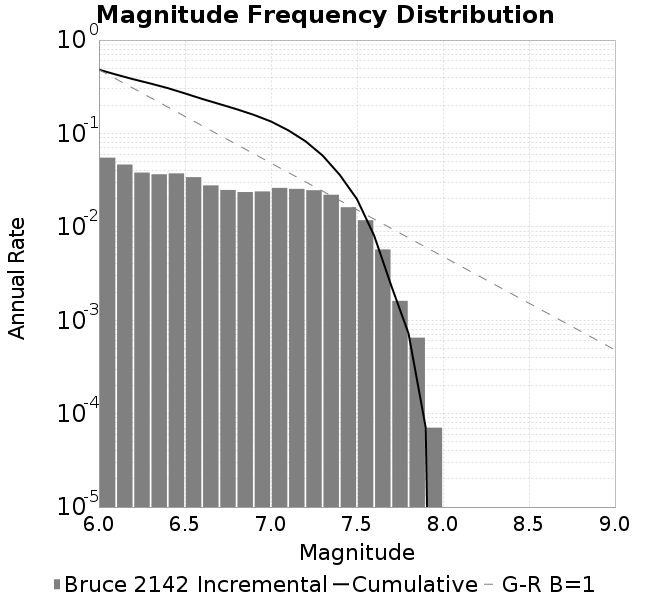 Magnitude Frequency Distribution
10^0
10^-1
10^-2
10^-3
10^-4
10^-5
Annual Rate
6.0 6.5 7.0 7.5 8.0 8.5 9.0
Magnitude
Bruce 2142 Incremental Cumulative G-R B=1